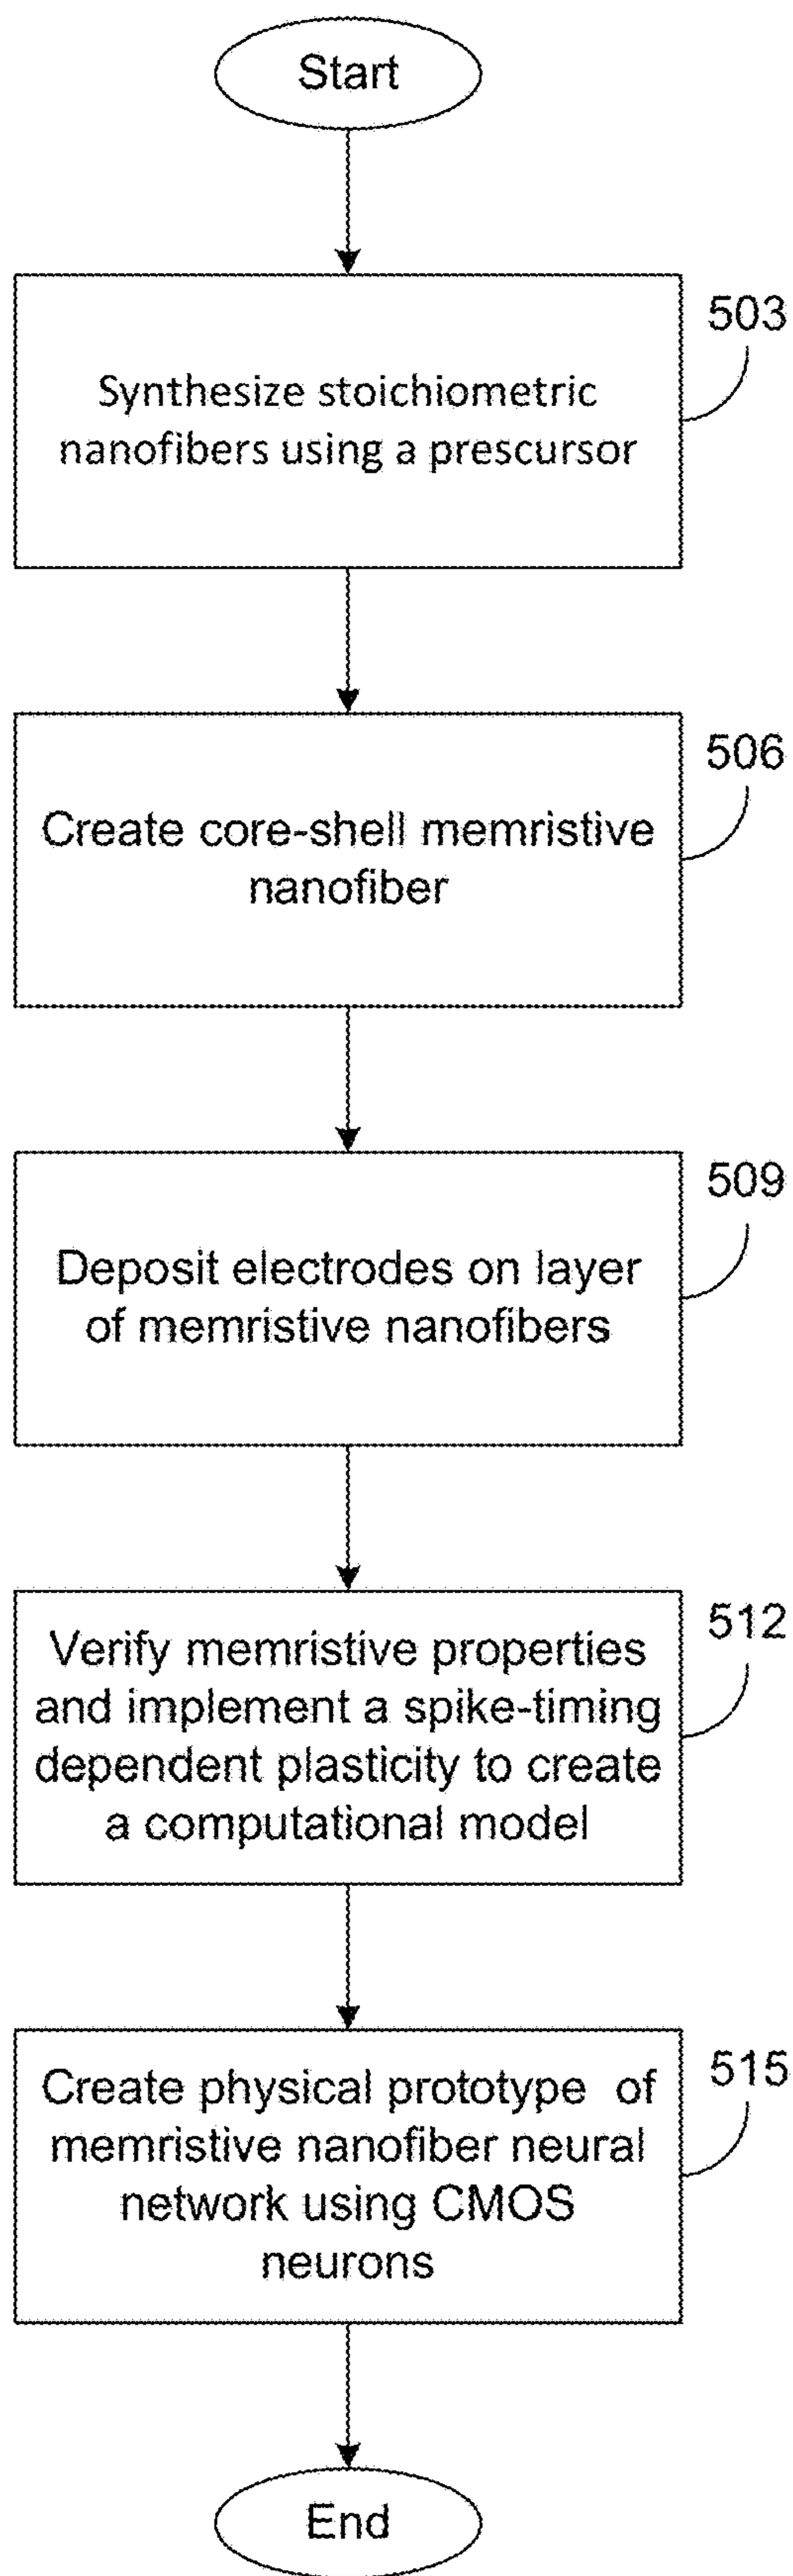 Start
503
Synthesize stoichiometric
nanofibers using a prescursor
506
Create core-shell memristive
nanofiber
509
Deposit electrodes on layer
of memristive nanofibers
512
Verify memristive properties
and implement a spike-timing
dependent plasticity to create
a computational model
515
Create physical prototype of
memristive nanofiber neural
network using CMOS
neurons
End